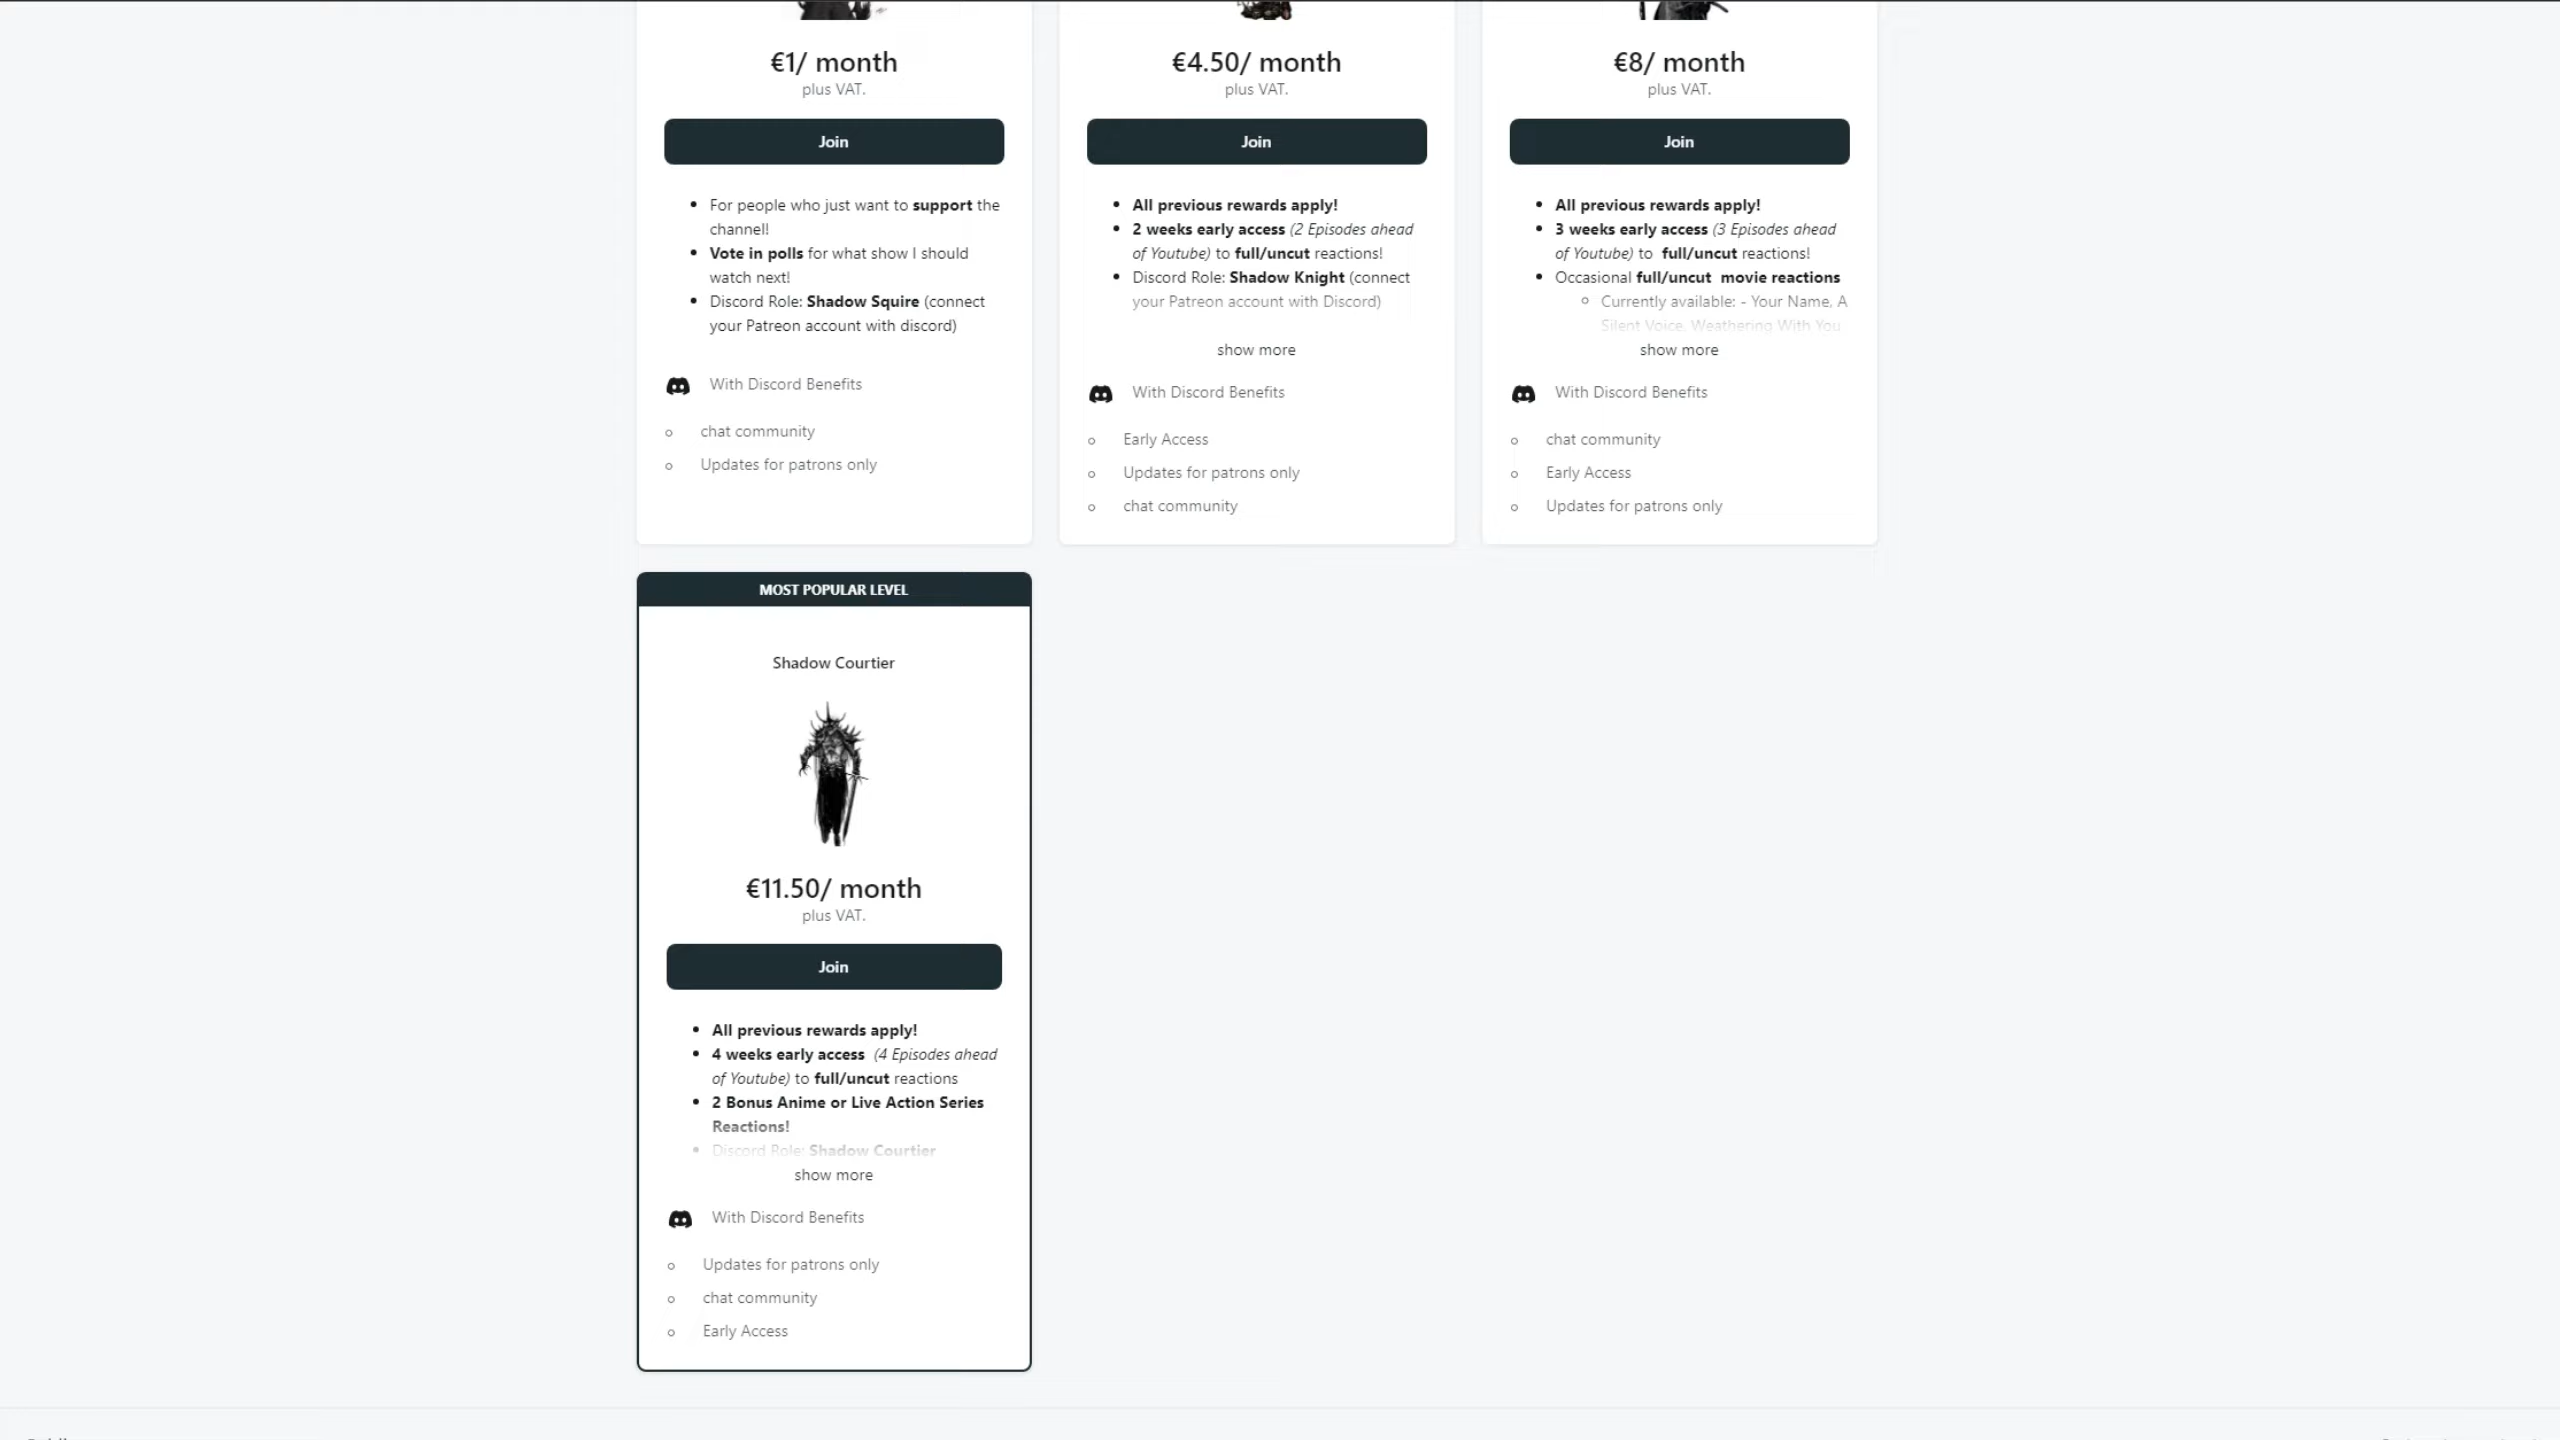 €1/ month
plus VAT.
Join
For people who just want to support the
channel!
Vote in polls for what show I should
watch next!
Discord Role: Shadow Squire (connect
your Patreon account with discord)
With Discord Benefits
chat community
Updates for patrons only
€4.50/ month
plus VAT.
Join
All previous rewards apply!
2 weeks early access (2 Episodes ahead
of Youtube) to full/uncut reactions!
Discord Role: Shadow Knight (connect
your Patreon account with Discord)
show more
With Discord Benefits
Early Access
Updates for patrons only
chat community
€8/ month
plus VAT.
Join
All previous rewards apply!
3 weeks early access (3 Episodes ahead
of Youtube) to full/uncut reactions!
Occasional full/uncut movie reactions
Currently available: - Your Name, A
Silent Voice, Weathering With You
show more
With Discord Benefits
chat community
Early Access
Updates for patrons only
MOST POPULAR LEVEL
Shadow Courtier
€11.50/ month
plus VAT.
Join
All previous rewards apply!
4 weeks early access (4 Episodes ahead
of Youtube) to full/uncut reactions
2 Bonus Anime or Live Action Series
Reactions!
Discord Role: Shadow Courtier
show more
With Discord Benefits
Updates for patrons only
chat community
Early Access